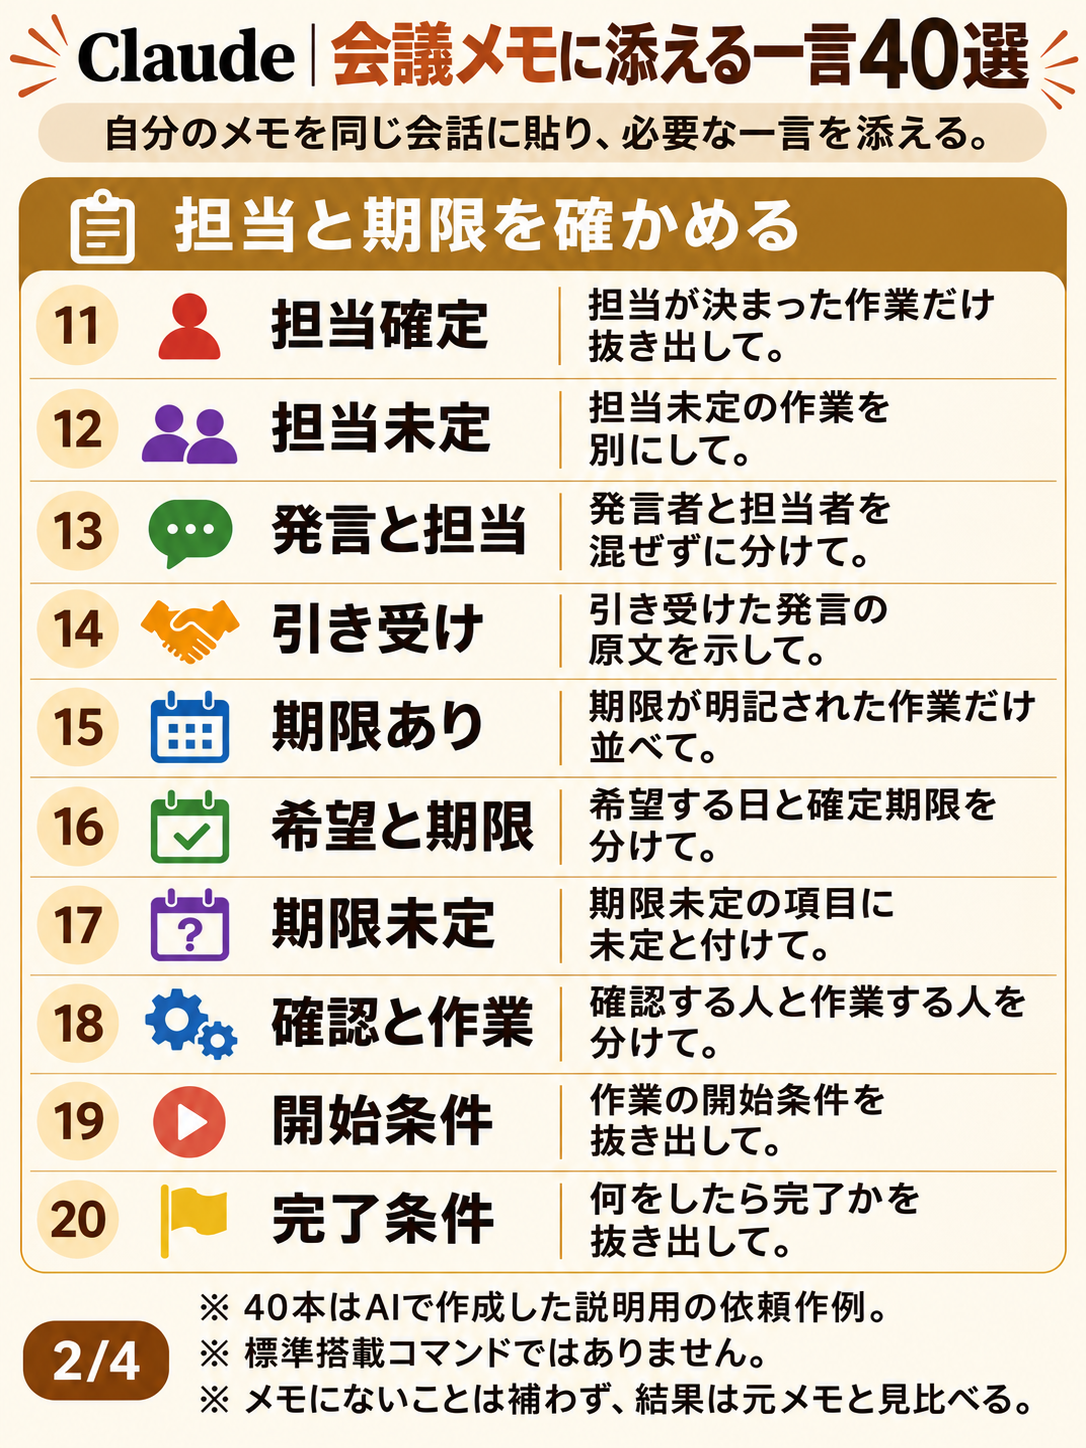 Claude | 会議メモに添える一言40選
自分のメモを同じ会話に貼り、必要な一言を添える。
担当と期限を確かめる
11 担当確定
担当が決まった作業だけ
抜き出して。
12 担当未定
担当未定の作業を
別にして。
13 発言と担当
発言者と担当者を
混ぜずに分けて。
14 引き受け
引き受けた発言の
原文を示して。
15 期限あり
期限が明記された作業だけ
並べて。
16 希望と期限
希望する日と確定期限を
分けて。
17 期限未定
期限未定の項目に
未定と付けて。
18 確認と作業
確認する人と作業する人を
分けて。
19 開始条件
作業の開始条件を
抜き出して。
20 完了条件
何をしたら完了かを
抜き出して。
2/4
※ 40本はAIで作成した説明用の依頼作例。
※ 標準搭載コマンドではありません。
※ メモにないことは補わず、結果は元メモと見比べる。